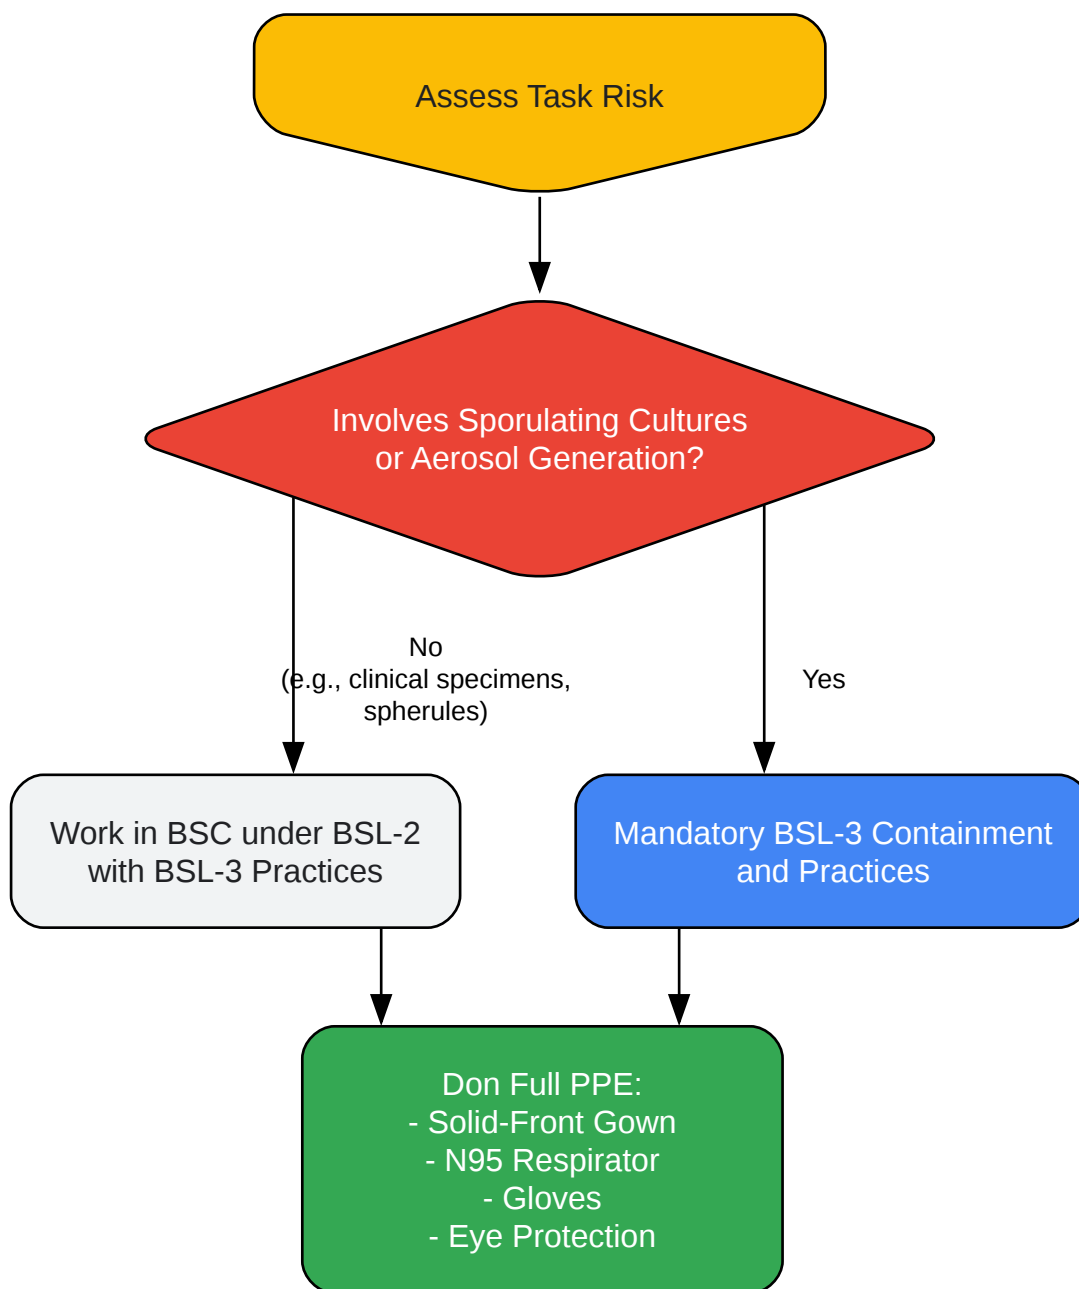 Assess Task Risk
Involves Sporulating Cultures
or Aerosol Generation?
No
(e.g., clinical specimens,
spherules)
Yes
Work in BSC under BSL-2
with BSL-3 Practices
Mandatory BSL-3 Containment
and Practices
Don Full PPE:
- Solid-Front Gown
- N95 Respirator
- Gloves
- Eye Protection